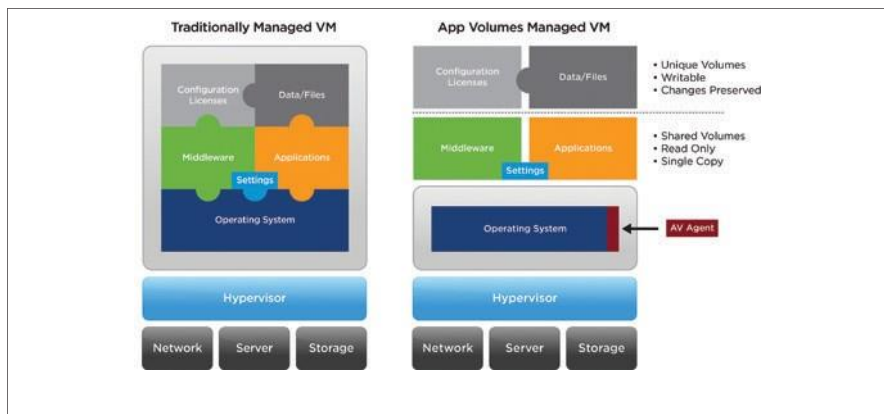 Traditionally Managed VM
Configuration
Licenses
Data/Files
Middleware
Applications
Settings
Operating System
Hypervisor
Network
Server
Storage
App Volumes Managed VM
Configuration
Licenses
Data/Files
• Unique Volumes
• Writable
• Changes Preserved
Middleware
Applications
Settings
• Shared Volumes
• Read Only
• Single Copy
Operating System
AV Agent
Hypervisor
Network
Server
Storage